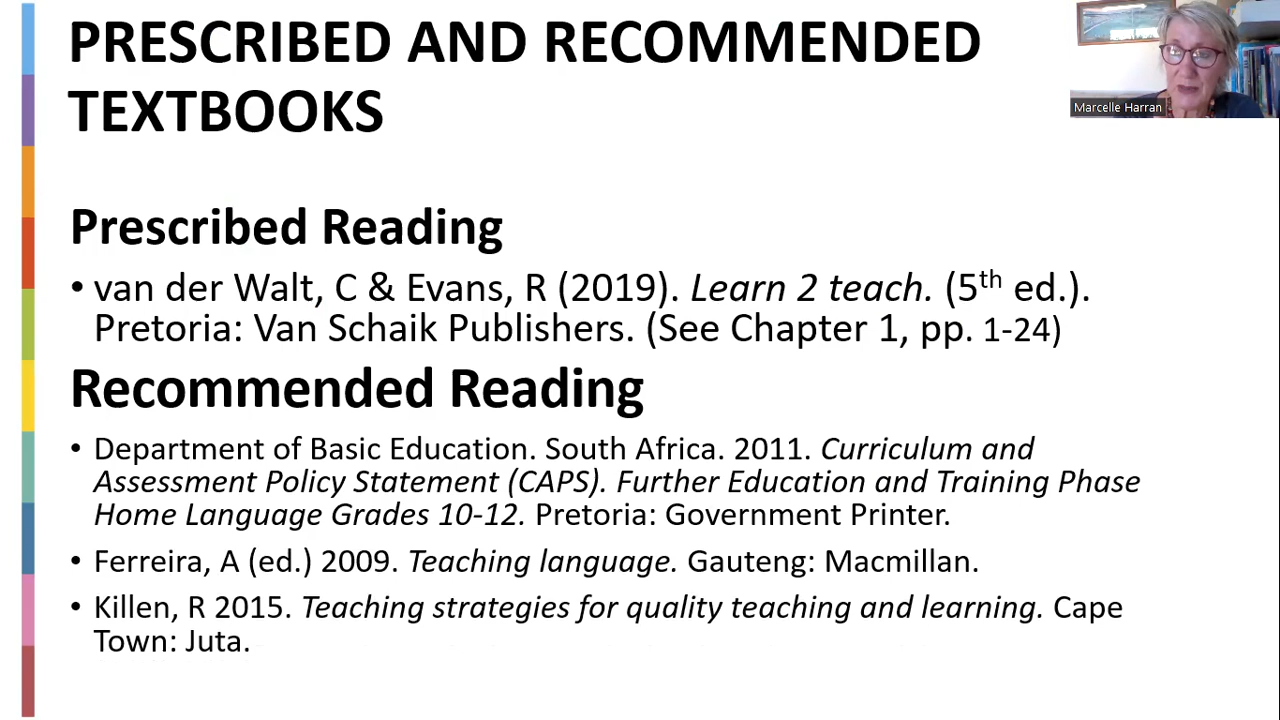 PRESCRIBED AND RECOMMENDED
TEXTBOOKS
Marcelle Harran
Prescribed Reading
• van der Walt, C & Evans, R (2019). Learn 2 teach. (5th ed.).
Pretoria: Van Schaik Publishers. (See Chapter 1, pp. 1-24)
Recommended Reading
• Department of Basic Education. South Africa. 2011. Curriculum and
Assessment Policy Statement (CAPS). Further Education and Training Phase
Home Language Grades 10-12. Pretoria: Government Printer.
• Ferreira, A (ed.) 2009. Teaching language. Gauteng: Macmillan.
• Killen, R 2015. Teaching strategies for quality teaching and learning. Cape
Town: Juta.